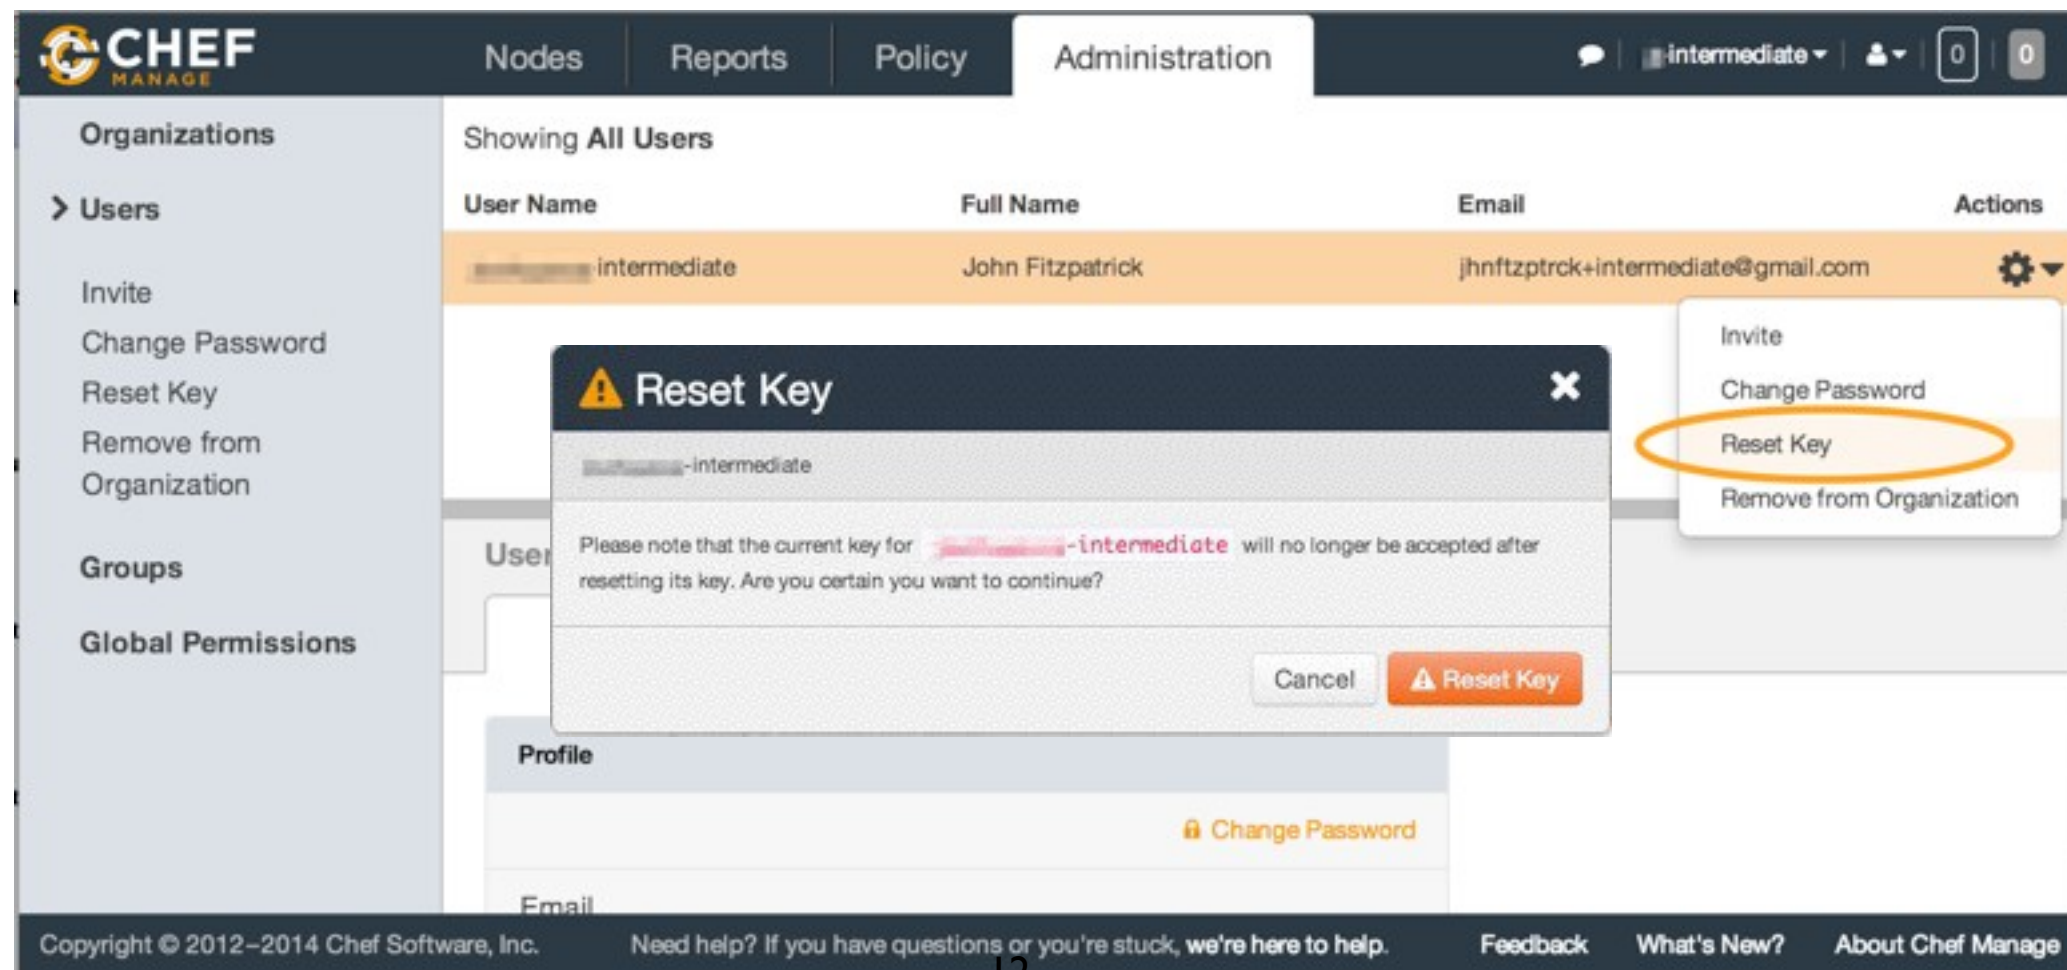 CHEF
MANAGE
Nodes Reports Policy Administration -intermediate 0 0
Organizations
Users
Invite
Change Password
Reset Key
Remove from
Organization
Groups
Global Permissions
Showing All Users
User Name Full Name Email Actions
-intermediate John Fitzpatrick jhnftzptrck+intermediate@gmail.com
Invite
Change Password
Reset Key
Remove from Organization
Reset Key
-intermediate
Please note that the current key for -intermediate will no longer be accepted after
resetting its key. Are you certain you want to continue?
Cancel Reset Key
User
Profile
Change Password
Email
Copyright © 2012–2014 Chef Software, Inc. Need help? If you have questions or you're stuck, we're here to help. Feedback What's New? About Chef Manage
12